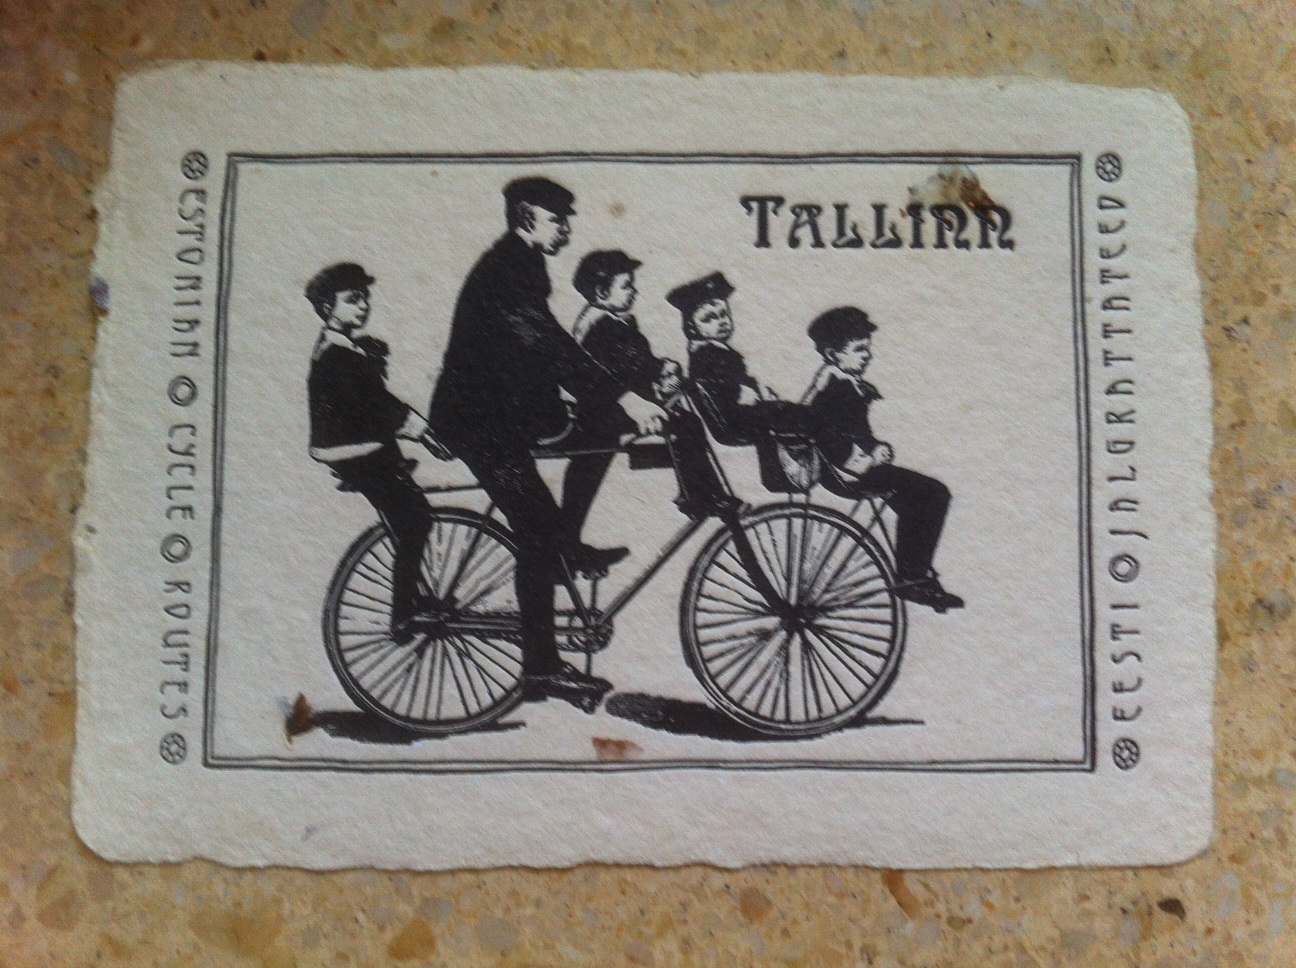 TALLINN
ESTONIAN CYCLE ROUTES
EESTI JALGRATTATEED